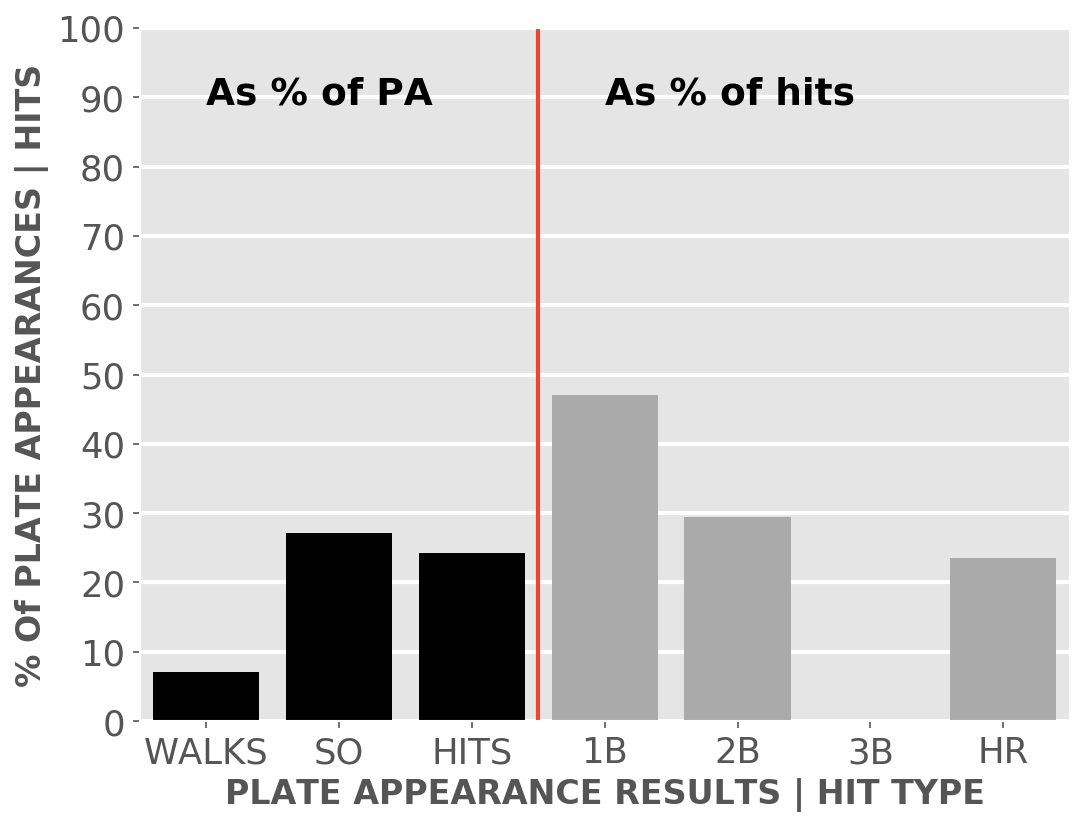 % Of PLATE APPEARANCES | HITS
100
90
80
70
60
50
40
30
20
10
0
As % of PA
As % of hits
WALKS SO HITS 1B 2B 3B HR
PLATE APPEARANCE RESULTS | HIT TYPE